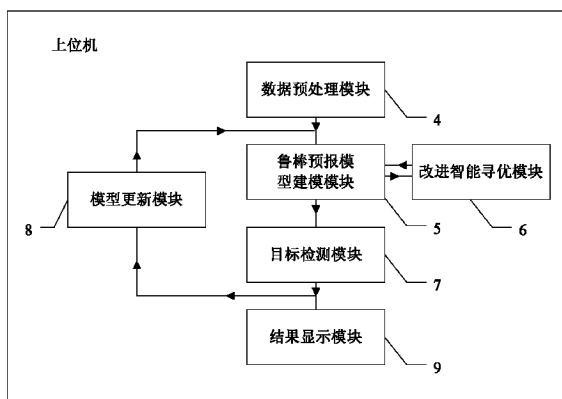 上位机
数据预处理模块
4
鲁棒预报模
型建模模块
5
改进智能寻优模块
6
模型更新模块
8
目标检测模块
7
结果显示模块
9